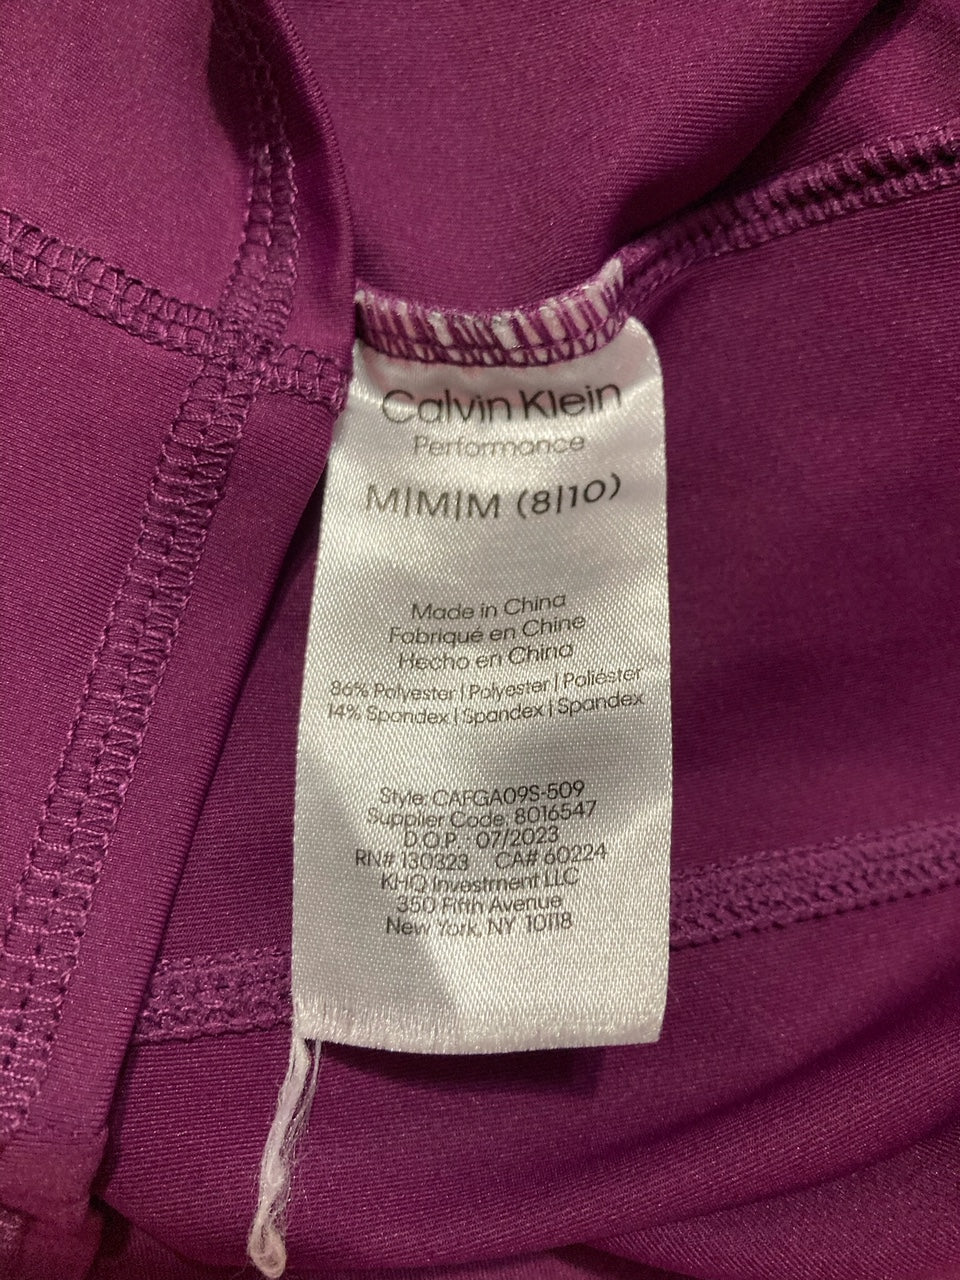 Calvin Klein
Performance
M|M|M (8|10)
Made in China
Fabriqué en Chine
Hecho en China
86% Polyester | Polyester | Poliéster
14% Spandex | Spandex | Spandex
Style: CAFGA09S-509
Supplier Code: 8016547
D.O.P. 07/2023
RN# 130323 CA# 60224
KHQ Investment LLC
350 Fifth Avenue
New York, NY 10118